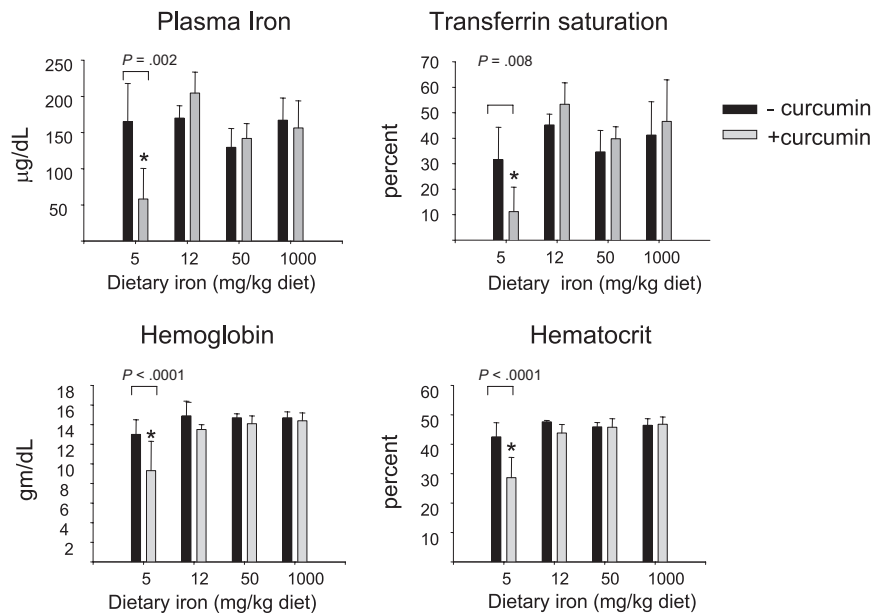 Plasma Iron
P = .002
250
200
150
100
50
µg/dL
*
5 12 50 1000
Dietary iron (mg/kg diet)
Transferrin saturation
P = .008
70
60
50
40
30
20
10
percent
*
5 12 50 1000
Dietary iron (mg/kg diet)
- curcumin
+curcumin
Hemoglobin
P < .0001
18
16
14
12
10
8
6
4
2
gm/dL
*
5 12 50 1000
Dietary iron (mg/kg diet)
Hematocrit
P < .0001
60
50
40
30
20
10
percent
*
5 12 50 1000
Dietary iron (mg/kg diet)